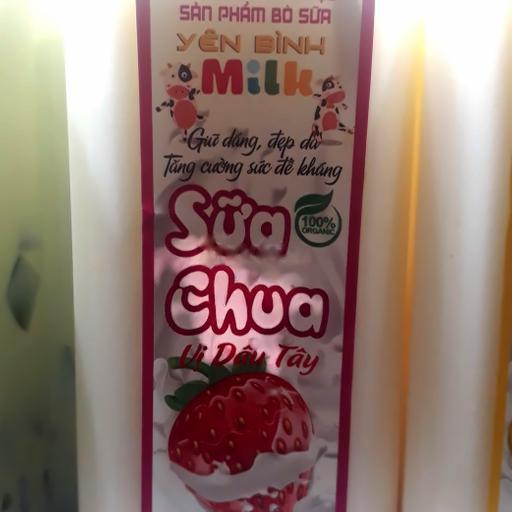 SẢN PHẨM BÒ SỮA
YÊN BÌNH
Milk
Giữ dáng, đẹp da
Tăng cường sức đề kháng
Sữa
100%
ORGANIC
Chua
Vị Dâu Tây